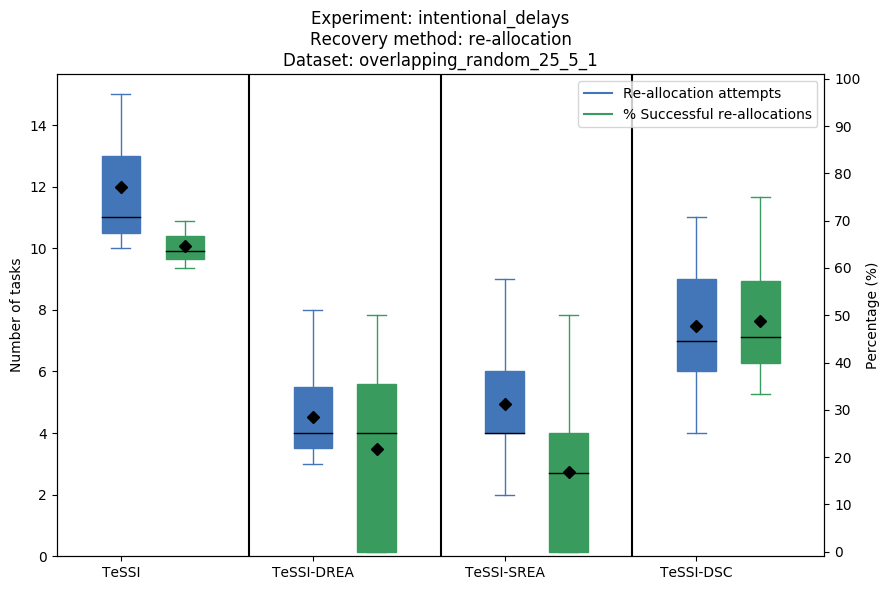 Experiment: intentional_delays
Recovery method: re-allocation
Dataset: overlapping_random_25_5_1
Re-allocation attempts
% Successful re-allocations
Number of tasks
14
12
10
8
6
4
2
0
Percentage (%)
100
90
80
70
60
50
40
30
20
10
0
TeSSI
TeSSI-DREA
TeSSI-SREA
TeSSI-DSC